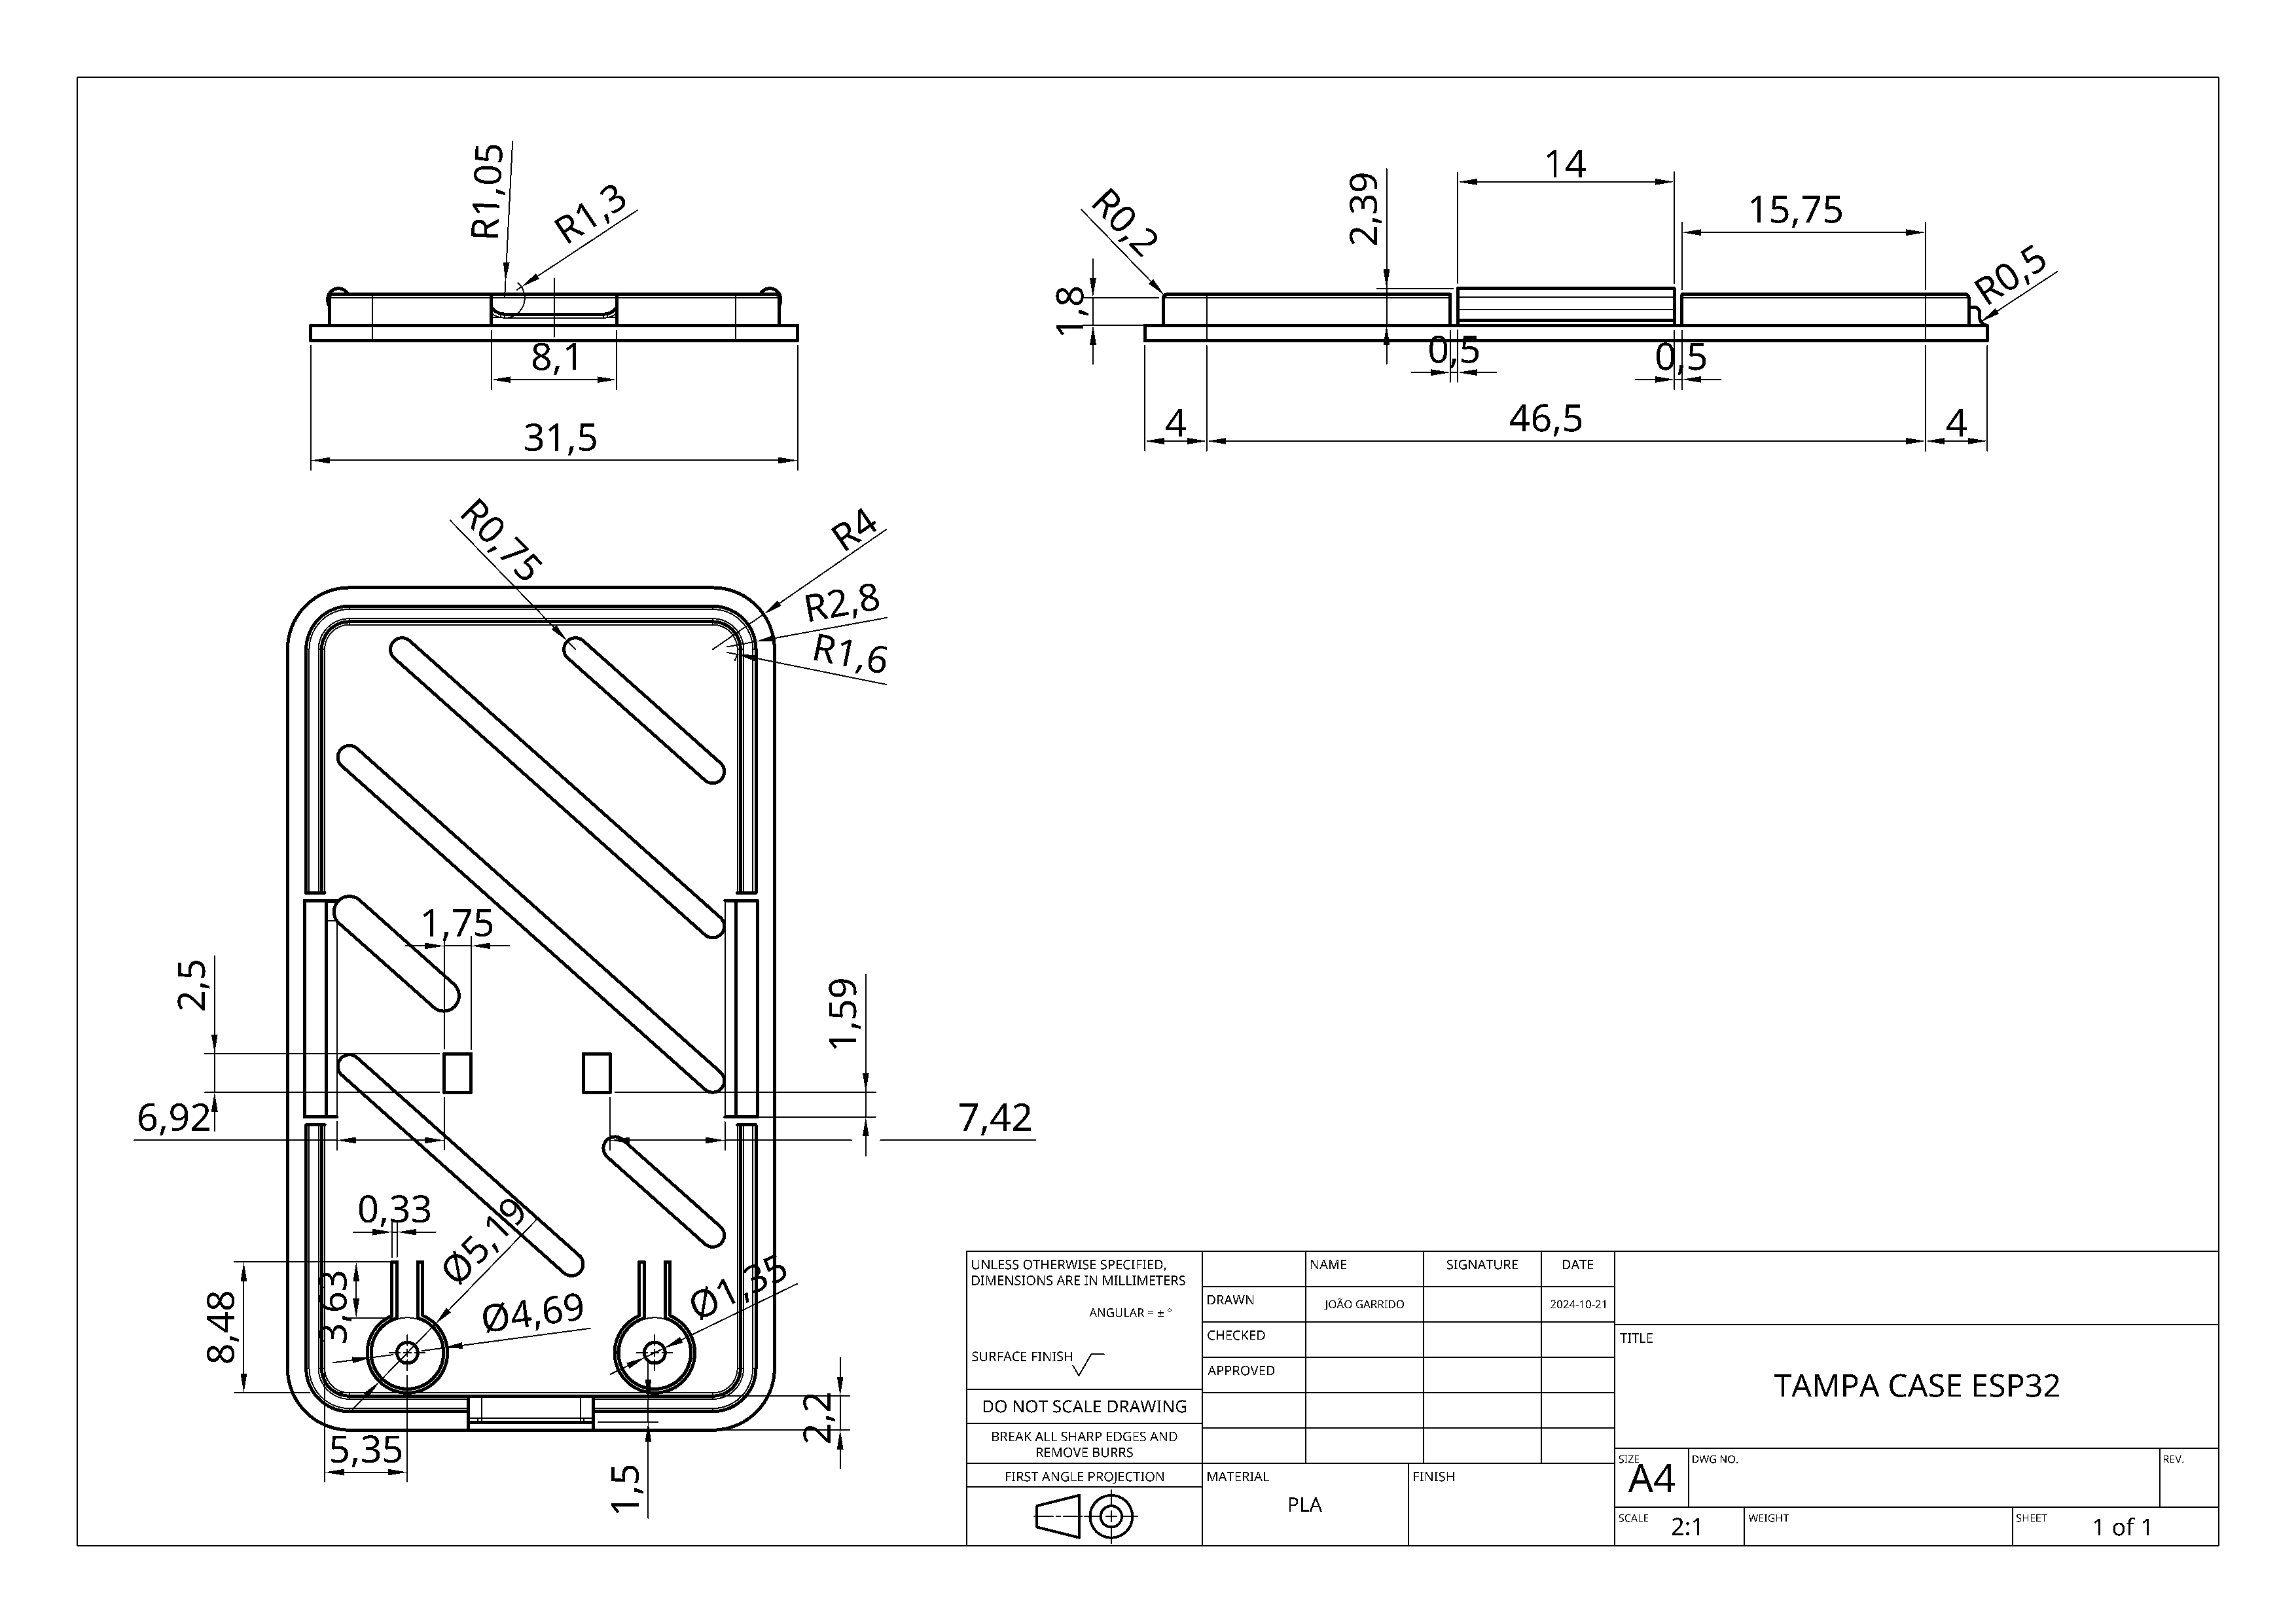 R1,05
R1,3
8,1
31,5
R0,2
1,8
2,39
14
15,75
R0,5
0,5
0,5
4
46,5
4
R0,75
R4
R2,8
R1,6
1,75
2,5
1,59
6,92
7,42
0,33
Ø5,19
3,63
8,48
Ø4,69
Ø1,35
5,35
1,5
2,2
UNLESS OTHERWISE SPECIFIED,
DIMENSIONS ARE IN MILLIMETERS
ANGULAR = ± °
SURFACE FINISH
DO NOT SCALE DRAWING
BREAK ALL SHARP EDGES AND
REMOVE BURRS
FIRST ANGLE PROJECTION
NAME SIGNATURE DATE
DRAWN JOÃO GARRIDO 2024-10-21
CHECKED
APPROVED
MATERIAL
PLA
FINISH
TITLE
TAMPA CASE ESP32
SIZE
A4
DWG NO.
REV.
SCALE 2:1
WEIGHT
SHEET 1 of 1